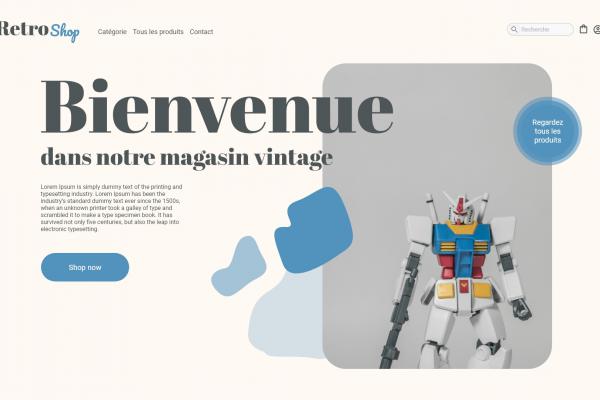 Retro Shop
Catégorie Tous les produits Contact
Recherche
Bienvenue
dans notre magasin vintage
Regardez
tous les
produits
Lorem Ipsum is simply dummy text of the printing and
typesetting industry. Lorem Ipsum has been the
industry's standard dummy text ever since the 1500s,
when an unknown printer took a galley of type and
scrambled it to make a type specimen book. It has
survived not only five centuries, but also the leap into
electronic typesetting.
Shop now